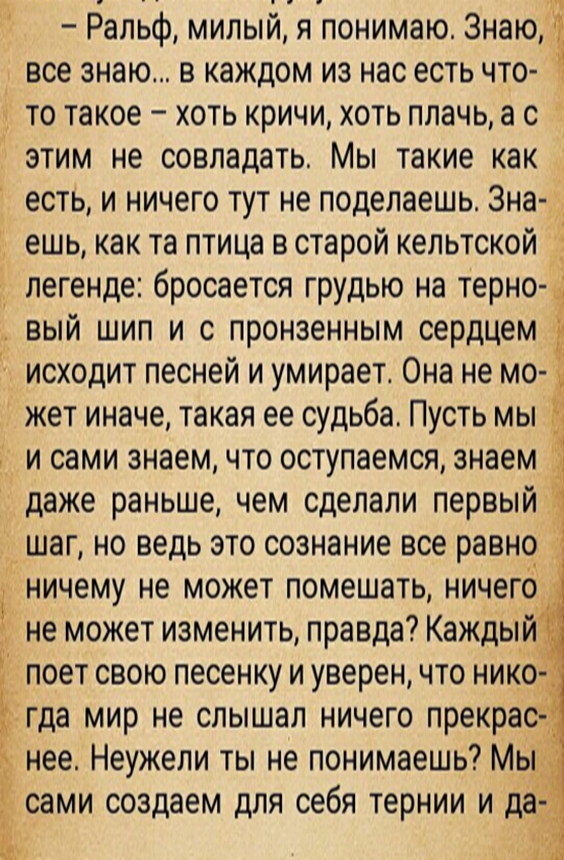 – Ральф, милый, я понимаю. Знаю,
все знаю... в каждом из нас есть что-
то такое – хоть кричи, хоть плачь, а с
этим не совладать. Мы такие как
есть, и ничего тут не поделаешь. Зна-
ешь, как та птица в старой кельтской
легенде: бросается грудью на терно-
вый шип и с пронзенным сердцем
исходит песней и умирает. Она не мо-
жет иначе, такая ее судьба. Пусть мы
и сами знаем, что оступаемся, знаем
даже раньше, чем сделали первый
шаг, но ведь это сознание все равно
ничему не может помешать, ничего
не может изменить, правда? Каждый
поет свою песенку и уверен, что нико-
гда мир не слышал ничего прекрас-
нее. Неужели ты не понимаешь? Мы
сами создаем для себя тернии и да-